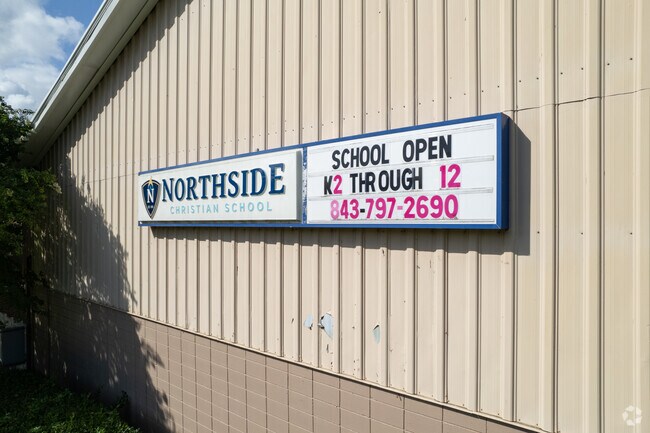 N
NORTHSIDE
CHRISTIAN SCHOOL
SCHOOL OPEN
K2 THROUGH 12
843-797-2690